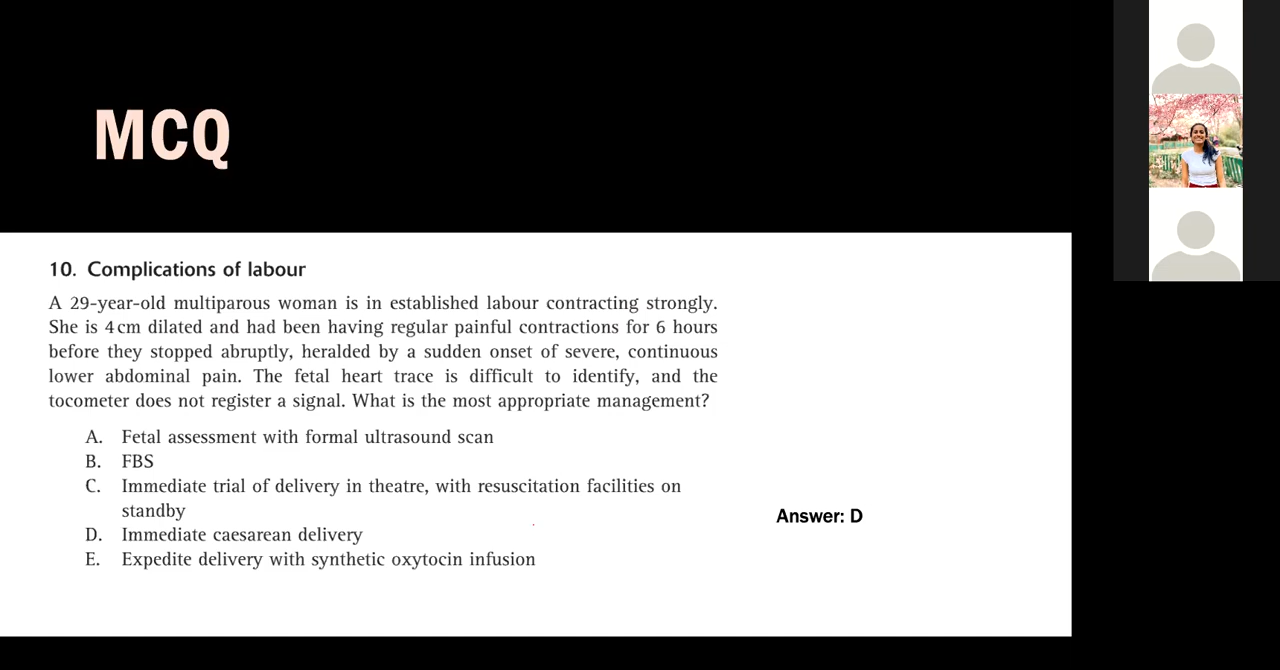 MCQ
10. Complications of labour
A 29-year-old multiparous woman is in established labour contracting strongly.
She is 4 cm dilated and had been having regular painful contractions for 6 hours
before they stopped abruptly, heralded by a sudden onset of severe, continuous
lower abdominal pain. The fetal heart trace is difficult to identify, and the
tocometer does not register a signal. What is the most appropriate management?
A. Fetal assessment with formal ultrasound scan
B. FBS
C. Immediate trial of delivery in theatre, with resuscitation facilities on
standby
Answer: D
D. Immediate caesarean delivery
E. Expedite delivery with synthetic oxytocin infusion